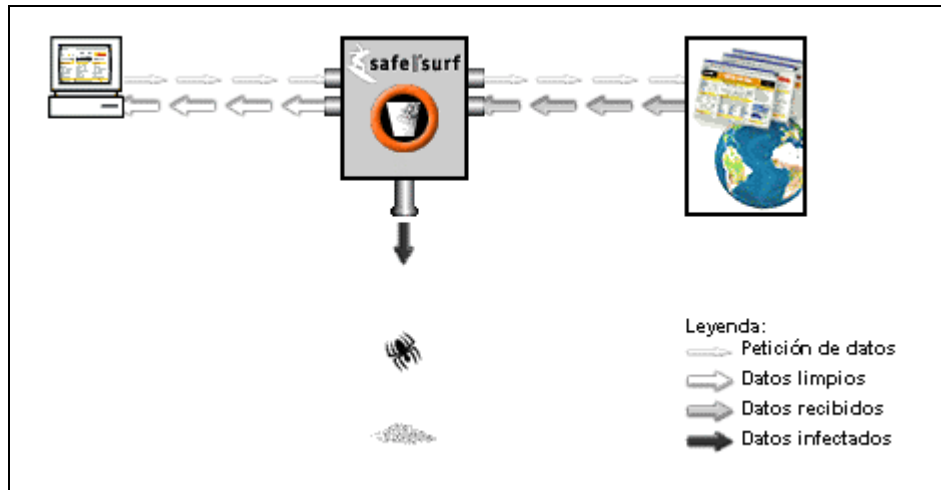 safe surf
Leyenda:
Petición de datos
Datos limpios
Datos recibidos
Datos infectados